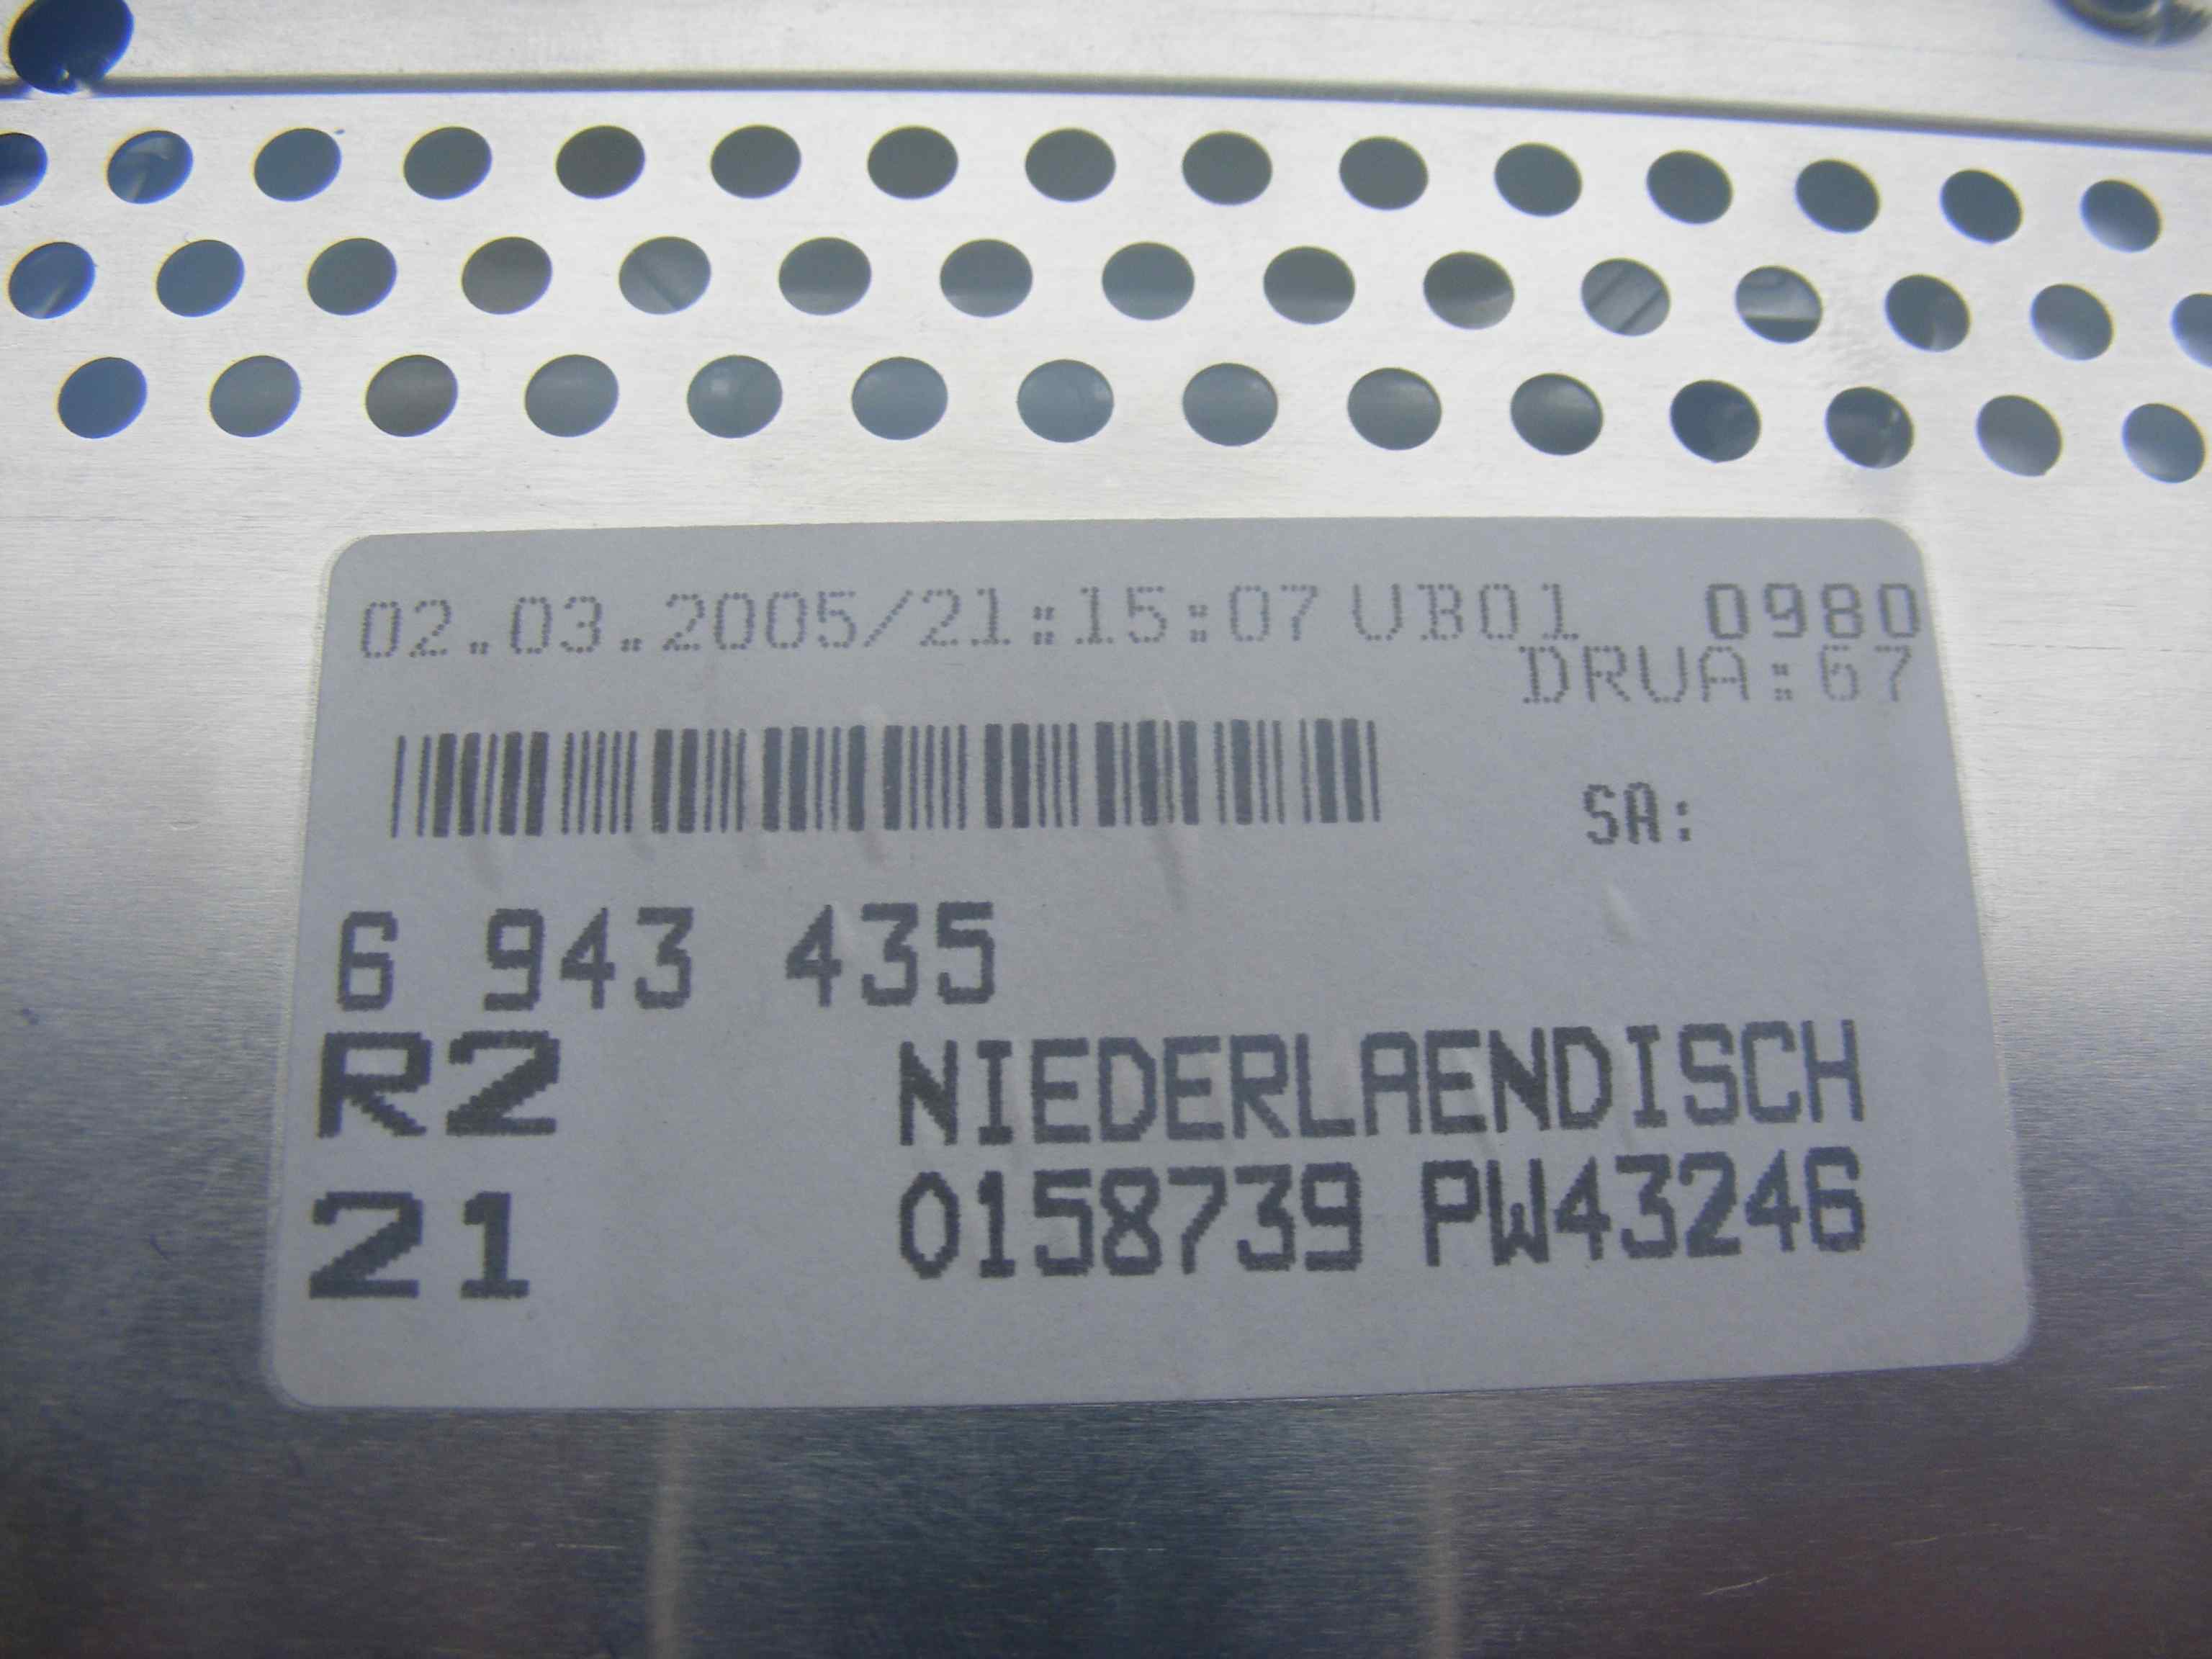 02.03.2005/21:15:07 UB01 0980
DRUA:67
SA:
6 943 435
R2 NIEDERLAENDISCH
21 0158739 PW43246